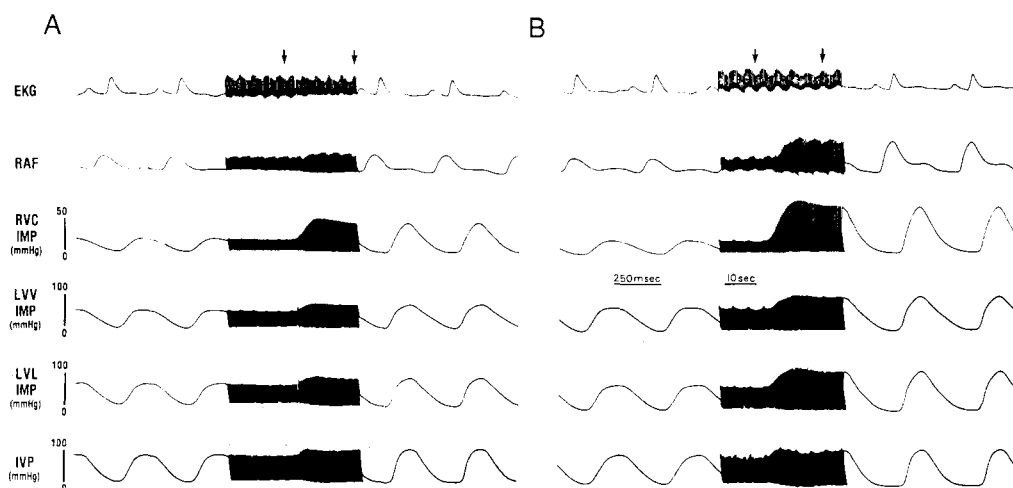 A
B
EKG
RAF
50
RVC
IMP
(mmHg)
0
250msec
10sec
100
LVV
IMP
(mmHg)
0
100
LVL
IMP
(mmHg)
0
100
IVP
(mmHg)
0